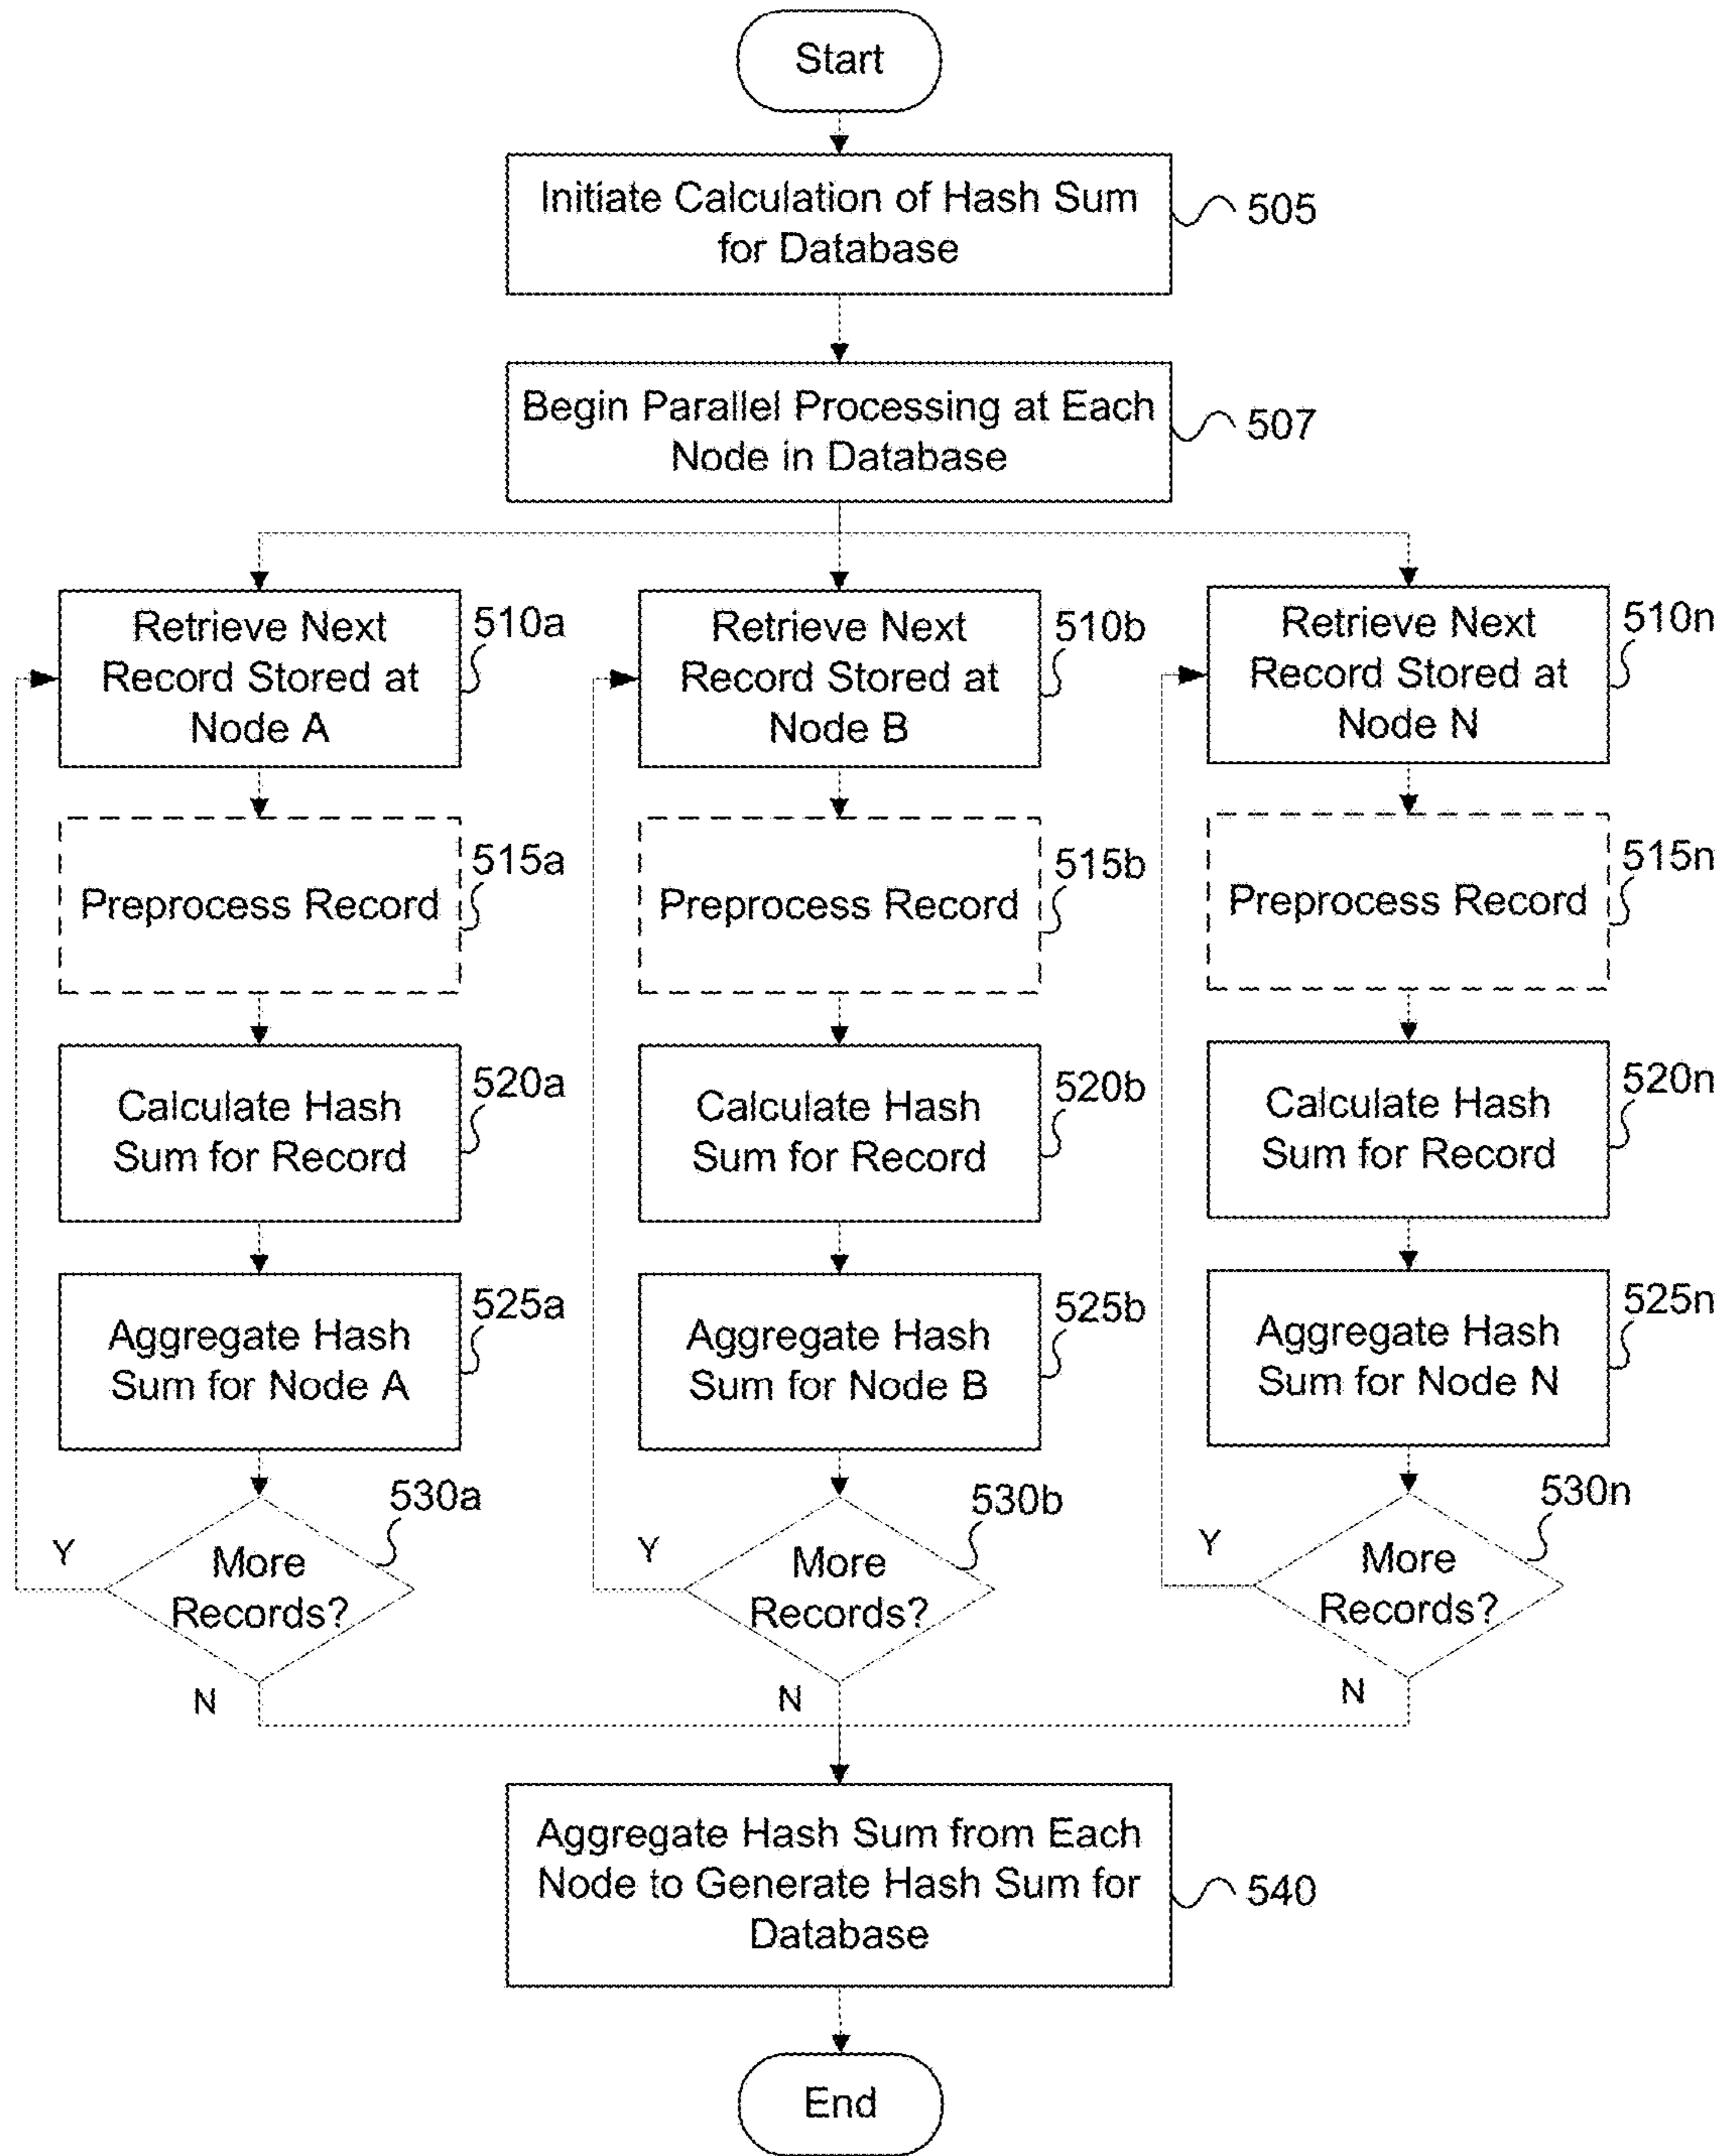 Start
Initiate Calculation of Hash Sum
for Database
505
Begin Parallel Processing at Each
Node in Database
507
Retrieve Next
Record Stored at
Node A
510a
Retrieve Next
Record Stored at
Node B
510b
Retrieve Next
Record Stored at
Node N
510n
Preprocess Record
515a
Preprocess Record
515b
Preprocess Record
515n
Calculate Hash
Sum for Record
520a
Calculate Hash
Sum for Record
520b
Calculate Hash
Sum for Record
520n
Aggregate Hash
Sum for Node A
525a
Aggregate Hash
Sum for Node B
525b
Aggregate Hash
Sum for Node N
525n
530a
Y
More
Records?
N
530b
Y
More
Records?
N
530n
Y
More
Records?
N
Aggregate Hash Sum from Each
Node to Generate Hash Sum for
Database
540
End